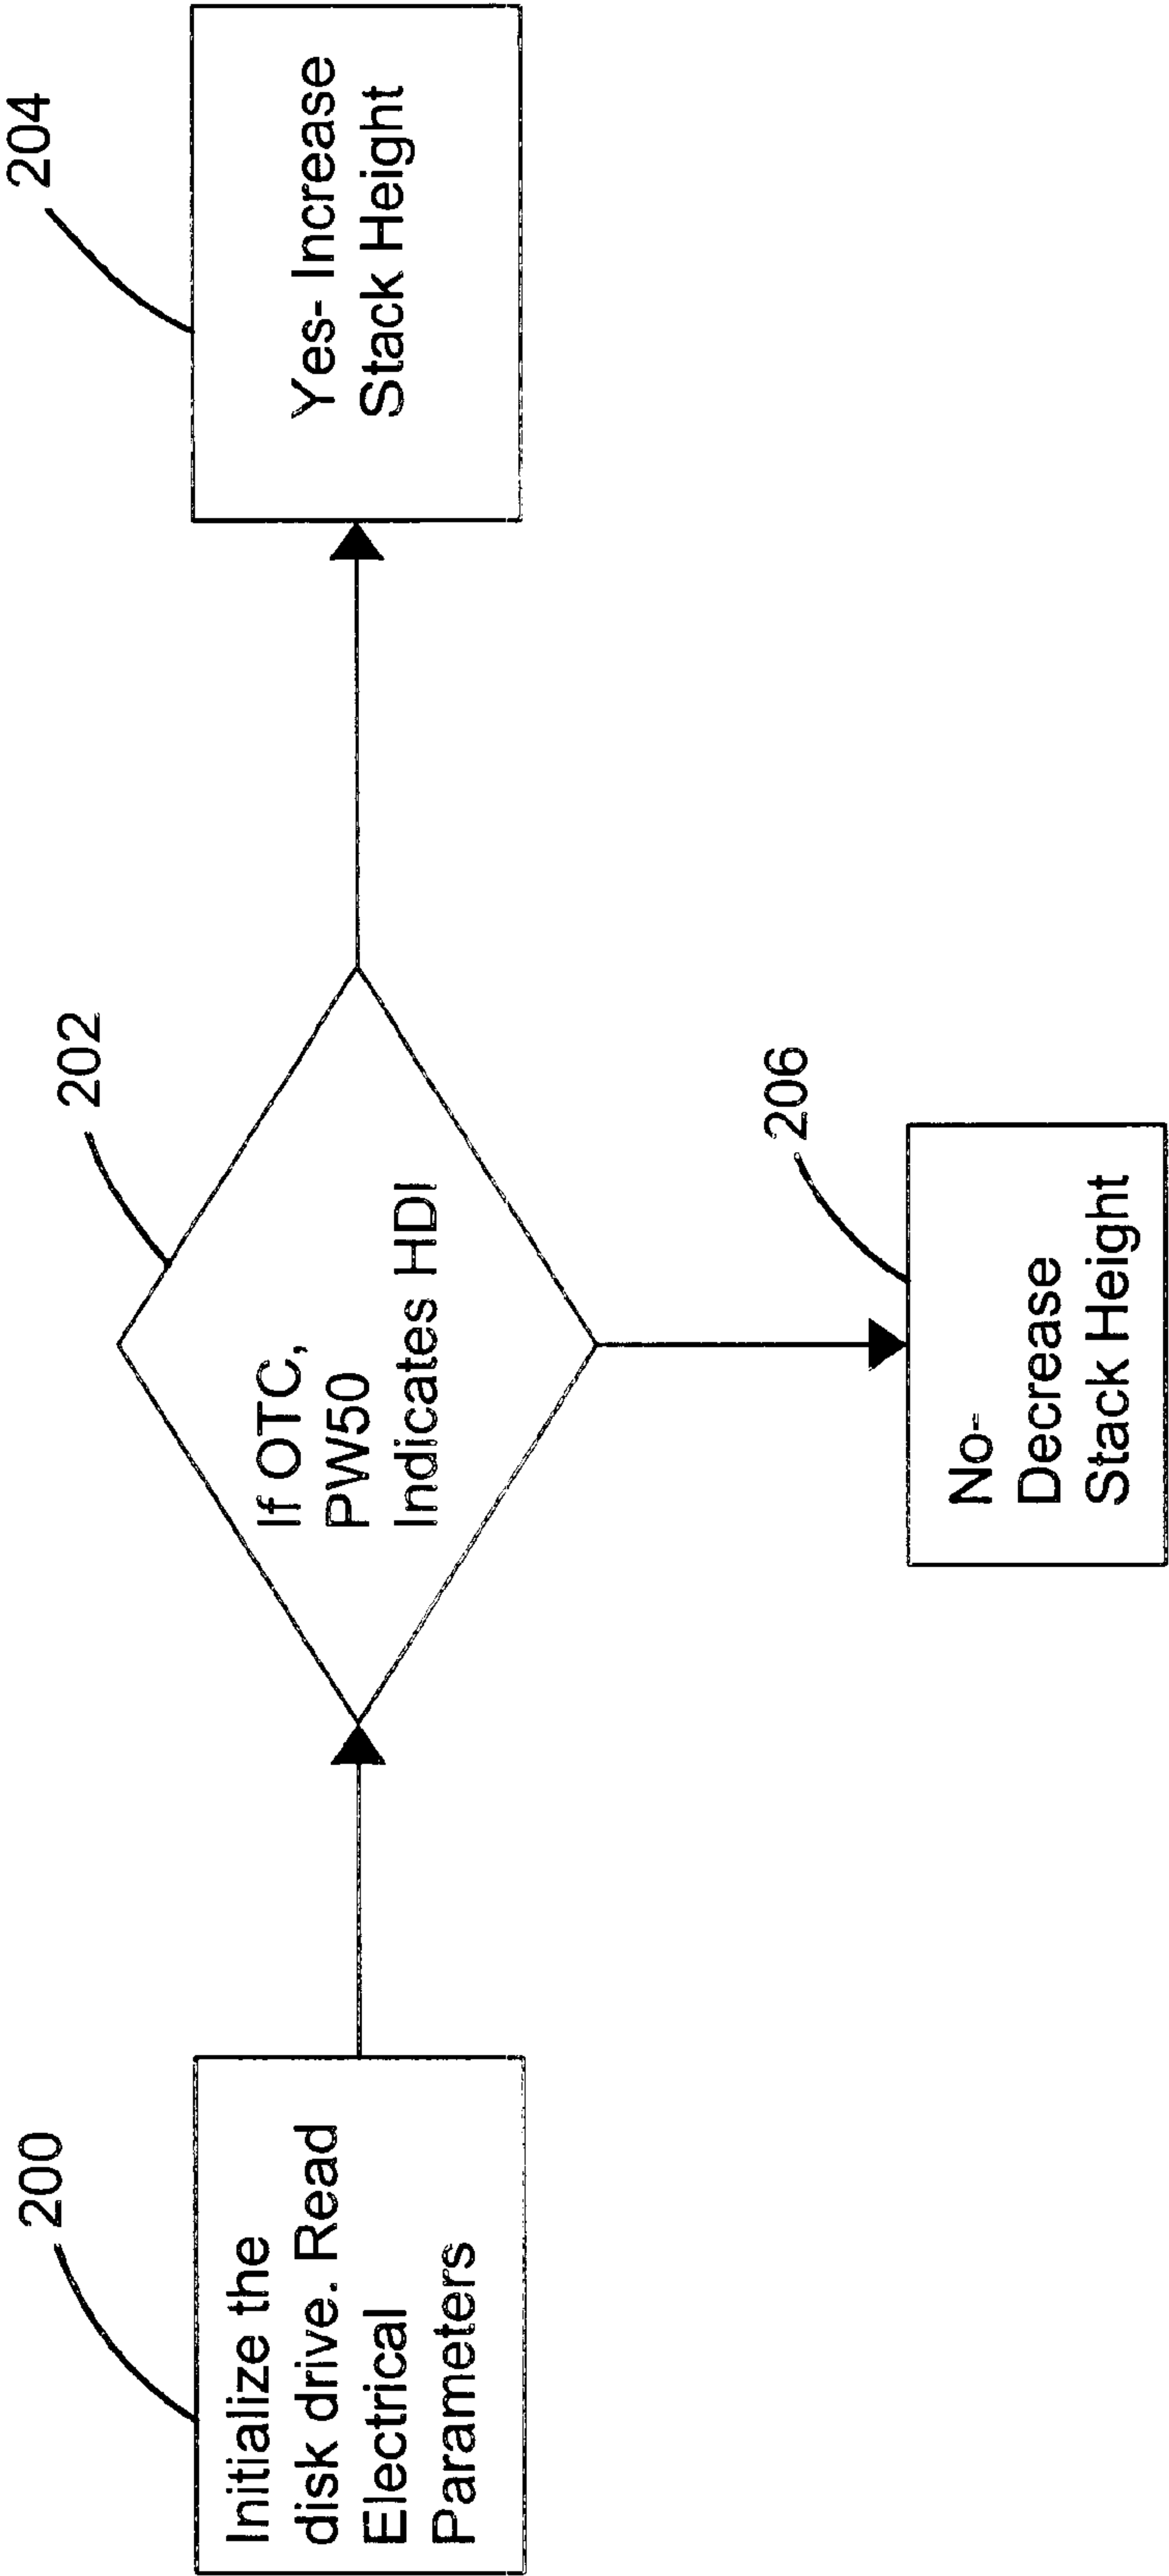 200
Initialize the
disk drive. Read
Electrical
Parameters
202
If OTC,
PW50
Indicates HDI
204
Yes- Increase
Stack Height
206
No-
Decrease
Stack Height